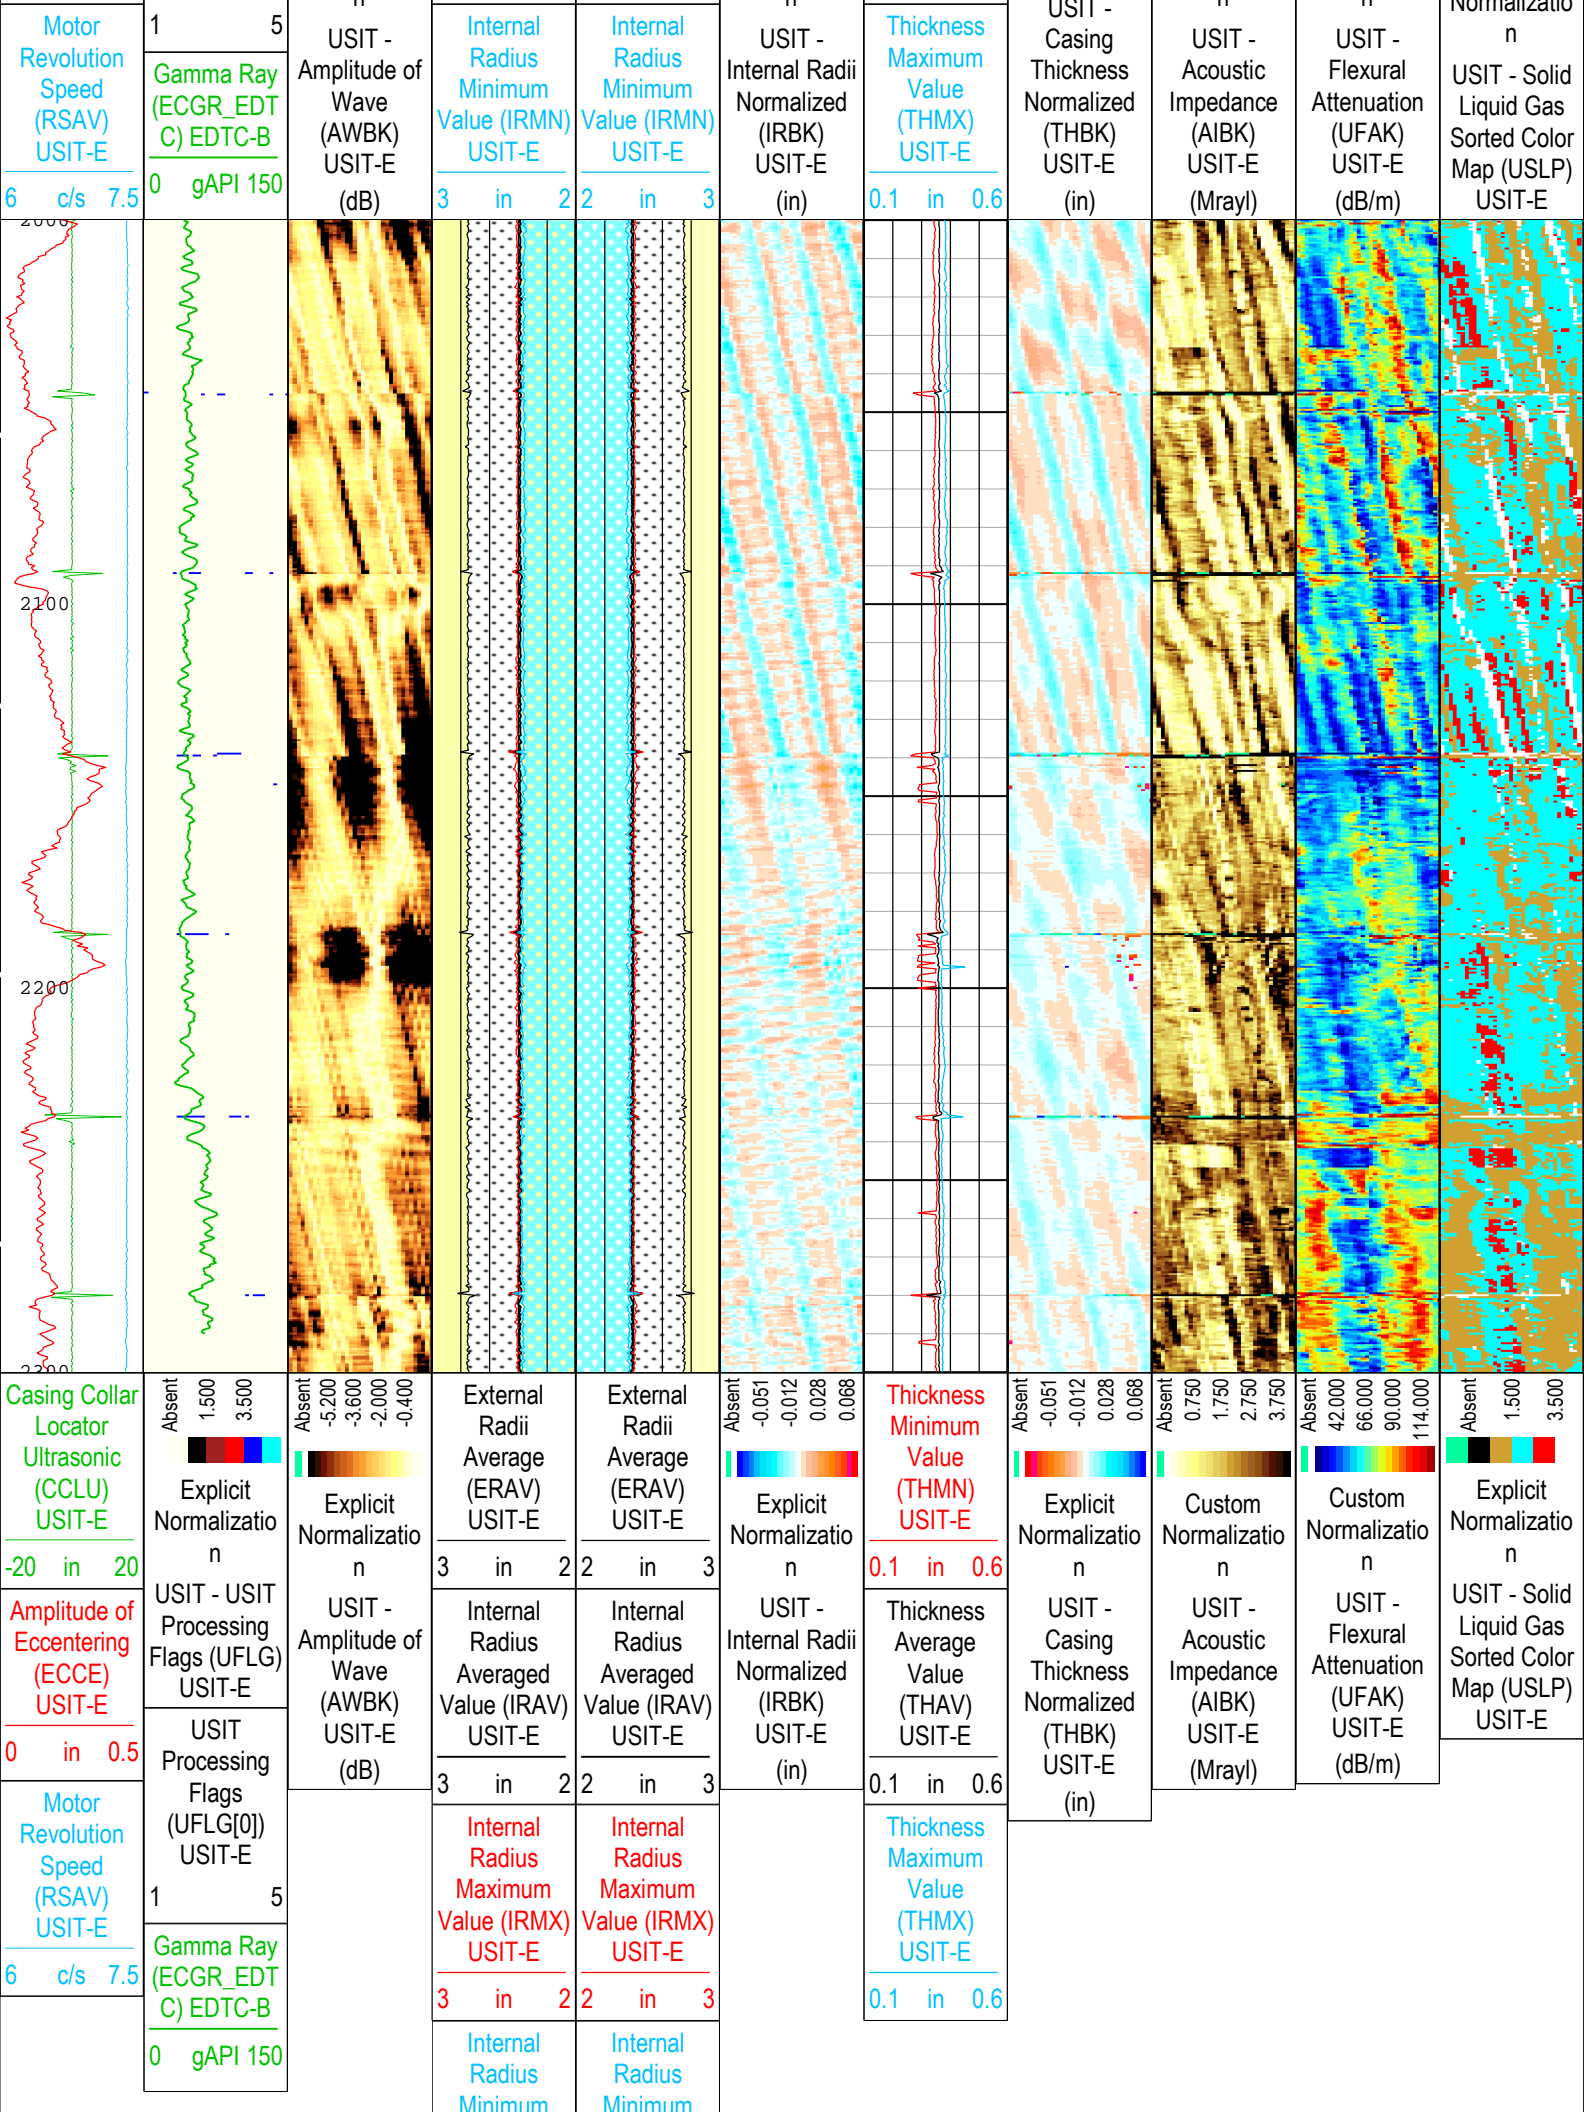 Motor
Revolution
Speed
(RSAV)
USIT-E
6 c/s 7.5
1 5
Gamma Ray
(ECGR_EDT
C) EDTC-B
0 gAPI 150
n
USIT -
Amplitude of
Wave
(AWBK)
USIT-E
(dB)
Internal
Radius
Minimum
Value (IRMN)
USIT-E
3 in 2
Internal
Radius
Minimum
Value (IRMN)
USIT-E
2 in 3
n
USIT -
Internal Radii
Normalized
(IRBK)
USIT-E
(in)
Thickness
Maximum
Value
(THMX)
USIT-E
0.1 in 0.6
n
USIT -
Casing
Thickness
Normalized
(THBK)
USIT-E
(in)
n
USIT -
Acoustic
Impedance
(AIBK)
USIT-E
(Mrayl)
n
USIT -
Flexural
Attenuation
(UFAK)
USIT-E
(dB/m)
Normalizatio
n
USIT - Solid
Liquid Gas
Sorted Color
Map (USLP)
USIT-E
2000
2100
2200
2300
Casing Collar
Locator
Ultrasonic
(CCLU)
USIT-E
-20 in 20
Amplitude of
Eccentering
(ECCE)
USIT-E
0 in 0.5
Motor
Revolution
Speed
(RSAV)
USIT-E
6 c/s 7.5
Absent 1.500 3.500
Explicit
Normalizatio
n
USIT - USIT
Processing
Flags (UFLG)
USIT-E
USIT
Processing
Flags
(UFLG[0])
USIT-E
1 5
Gamma Ray
(ECGR_EDT
C) EDTC-B
0 gAPI 150
Absent -5.200 -3.600 -2.000 -0.400
Explicit
Normalizatio
n
USIT -
Amplitude of
Wave
(AWBK)
USIT-E
(dB)
External
Radii
Average
(ERAV)
USIT-E
3 in 2
Internal
Radius
Averaged
Value (IRAV)
USIT-E
3 in 2
Internal
Radius
Maximum
Value (IRMX)
USIT-E
3 in 2
Internal
Radius
Minimum
External
Radii
Average
(ERAV)
USIT-E
2 in 3
Internal
Radius
Averaged
Value (IRAV)
USIT-E
2 in 3
Internal
Radius
Maximum
Value (IRMX)
USIT-E
2 in 3
Internal
Radius
Minimum
Absent -0.051 -0.012 0.028 0.068
Explicit
Normalizatio
n
USIT -
Internal Radii
Normalized
(IRBK)
USIT-E
(in)
Thickness
Minimum
Value
(THMN)
USIT-E
0.1 in 0.6
Thickness
Average
Value
(THAV)
USIT-E
0.1 in 0.6
Thickness
Maximum
Value
(THMX)
USIT-E
0.1 in 0.6
Absent -0.051 -0.012 0.028 0.068
Explicit
Normalizatio
n
USIT -
Casing
Thickness
Normalized
(THBK)
USIT-E
(in)
Absent 0.750 1.750 2.750 3.750
Custom
Normalizatio
n
USIT -
Acoustic
Impedance
(AIBK)
USIT-E
(Mrayl)
Absent 42.000 66.000 90.000 114.000
Custom
Normalizatio
n
USIT -
Flexural
Attenuation
(UFAK)
USIT-E
(dB/m)
Absent 1.500 3.500
Explicit
Normalizatio
n
USIT - Solid
Liquid Gas
Sorted Color
Map (USLP)
USIT-E